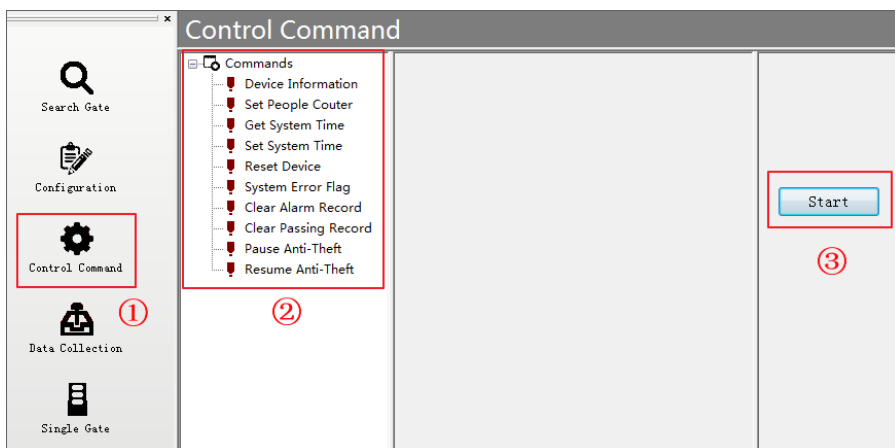 Control Command
Search Gate
Configuration
Control Command
①
Data Collection
Single Gate
Commands
Device Information
Set People Couter
Get System Time
Set System Time
Reset Device
System Error Flag
Clear Alarm Record
Clear Passing Record
Pause Anti-Theft
Resume Anti-Theft
②
Start
③